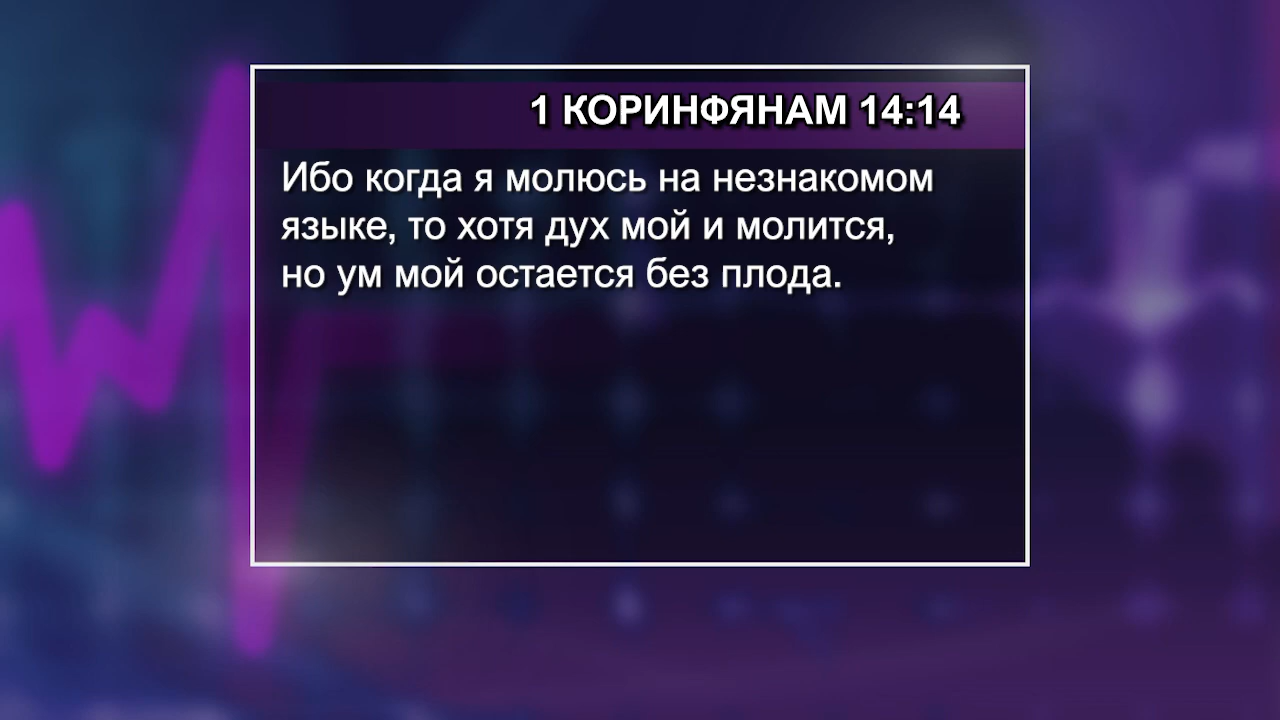 1 КОРИНФЯНАМ 14:14
Ибо когда я молюсь на незнакомом
языке, то хотя дух мой и молится,
но ум мой остается без плода.